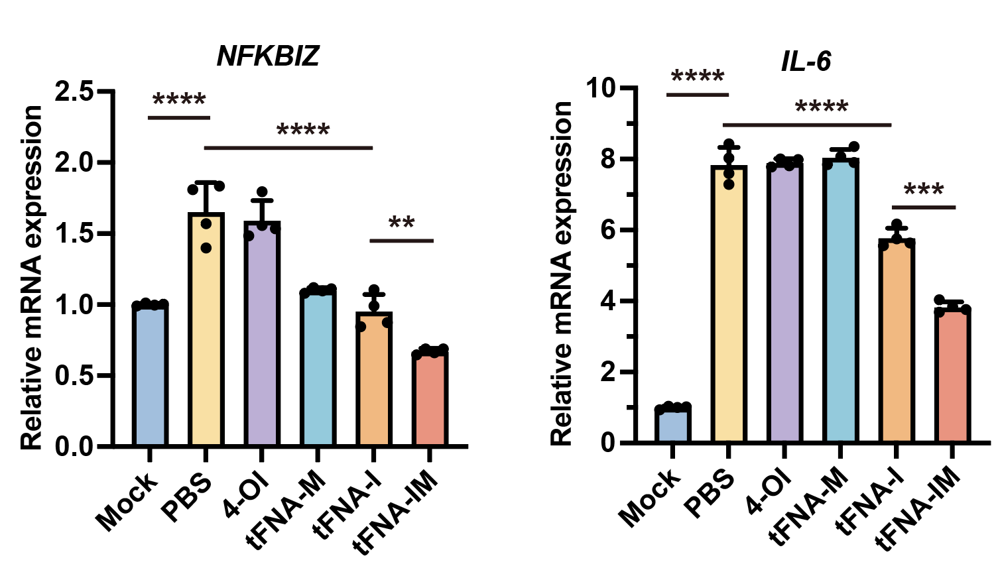 NFKBIZ
Relative mRNA expression
2.5
2.0
1.5
1.0
0.5
0.0
****
****
**
Mock
PBS
4-OI
tFNA-M
tFNA-I
tFNA-IM
IL-6
Relative mRNA expression
10
8
6
4
2
0
****
****
***
Mock
PBS
4-OI
tFNA-M
tFNA-I
tFNA-IM